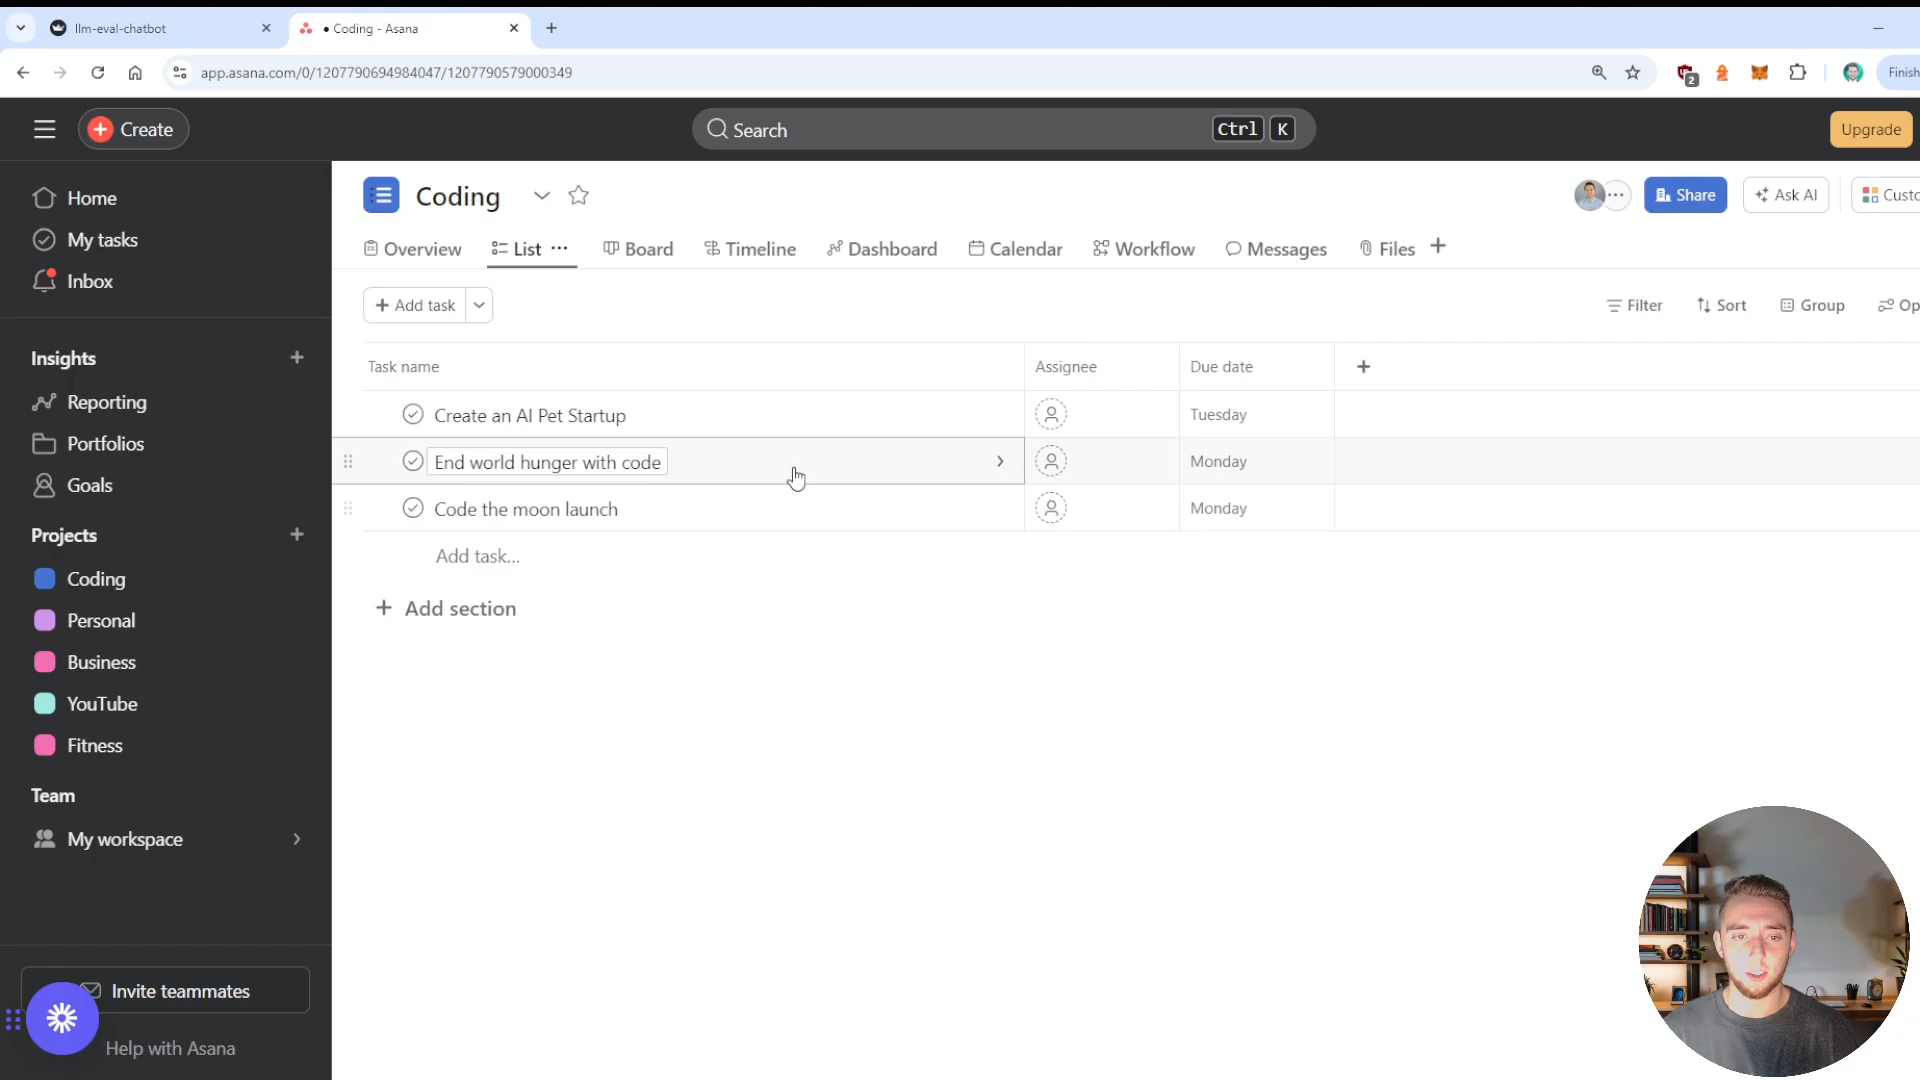 llm-eval-chatbot
• Coding - Asana
app.asana.com/0/1207790694984047/1207790579000349
2
Finish
Create
Search
Ctrl K
Upgrade
Home
My tasks
Inbox
Insights
Reporting
Portfolios
Goals
Projects
Coding
Personal
Business
YouTube
Fitness
Team
My workspace
Invite teammates
Help with Asana
Coding
Share
Ask AI
Custo
Overview
List
Board
Timeline
Dashboard
Calendar
Workflow
Messages
Files
Add task
Filter
Sort
Group
Op
Task name Assignee Due date
Create an AI Pet Startup Tuesday
End world hunger with code Monday
Code the moon launch Monday
Add task...
Add section